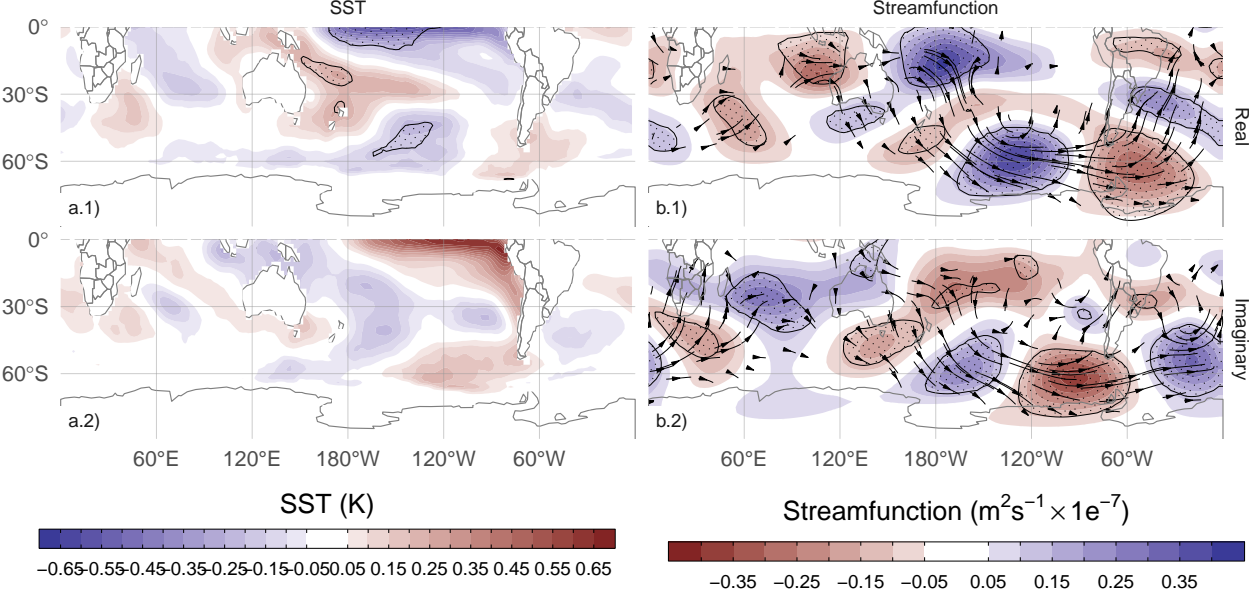 SST Streamfunction
0°
30°S
60°S
a.1) b.1) Real
0°
30°S
60°S
a.2) b.2) Imaginary
60°E 120°E 180°W 120°W 60°W 60°E 120°E 180°W 120°W 60°W
SST (K) Streamfunction (m²s⁻¹ × 1e⁻⁷)
−0.65 −0.55 −0.45 −0.35 −0.25 −0.15 −0.05 0.05 0.15 0.25 0.35 0.45 0.55 0.65
−0.35 −0.25 −0.15 −0.05 0.05 0.15 0.25 0.35